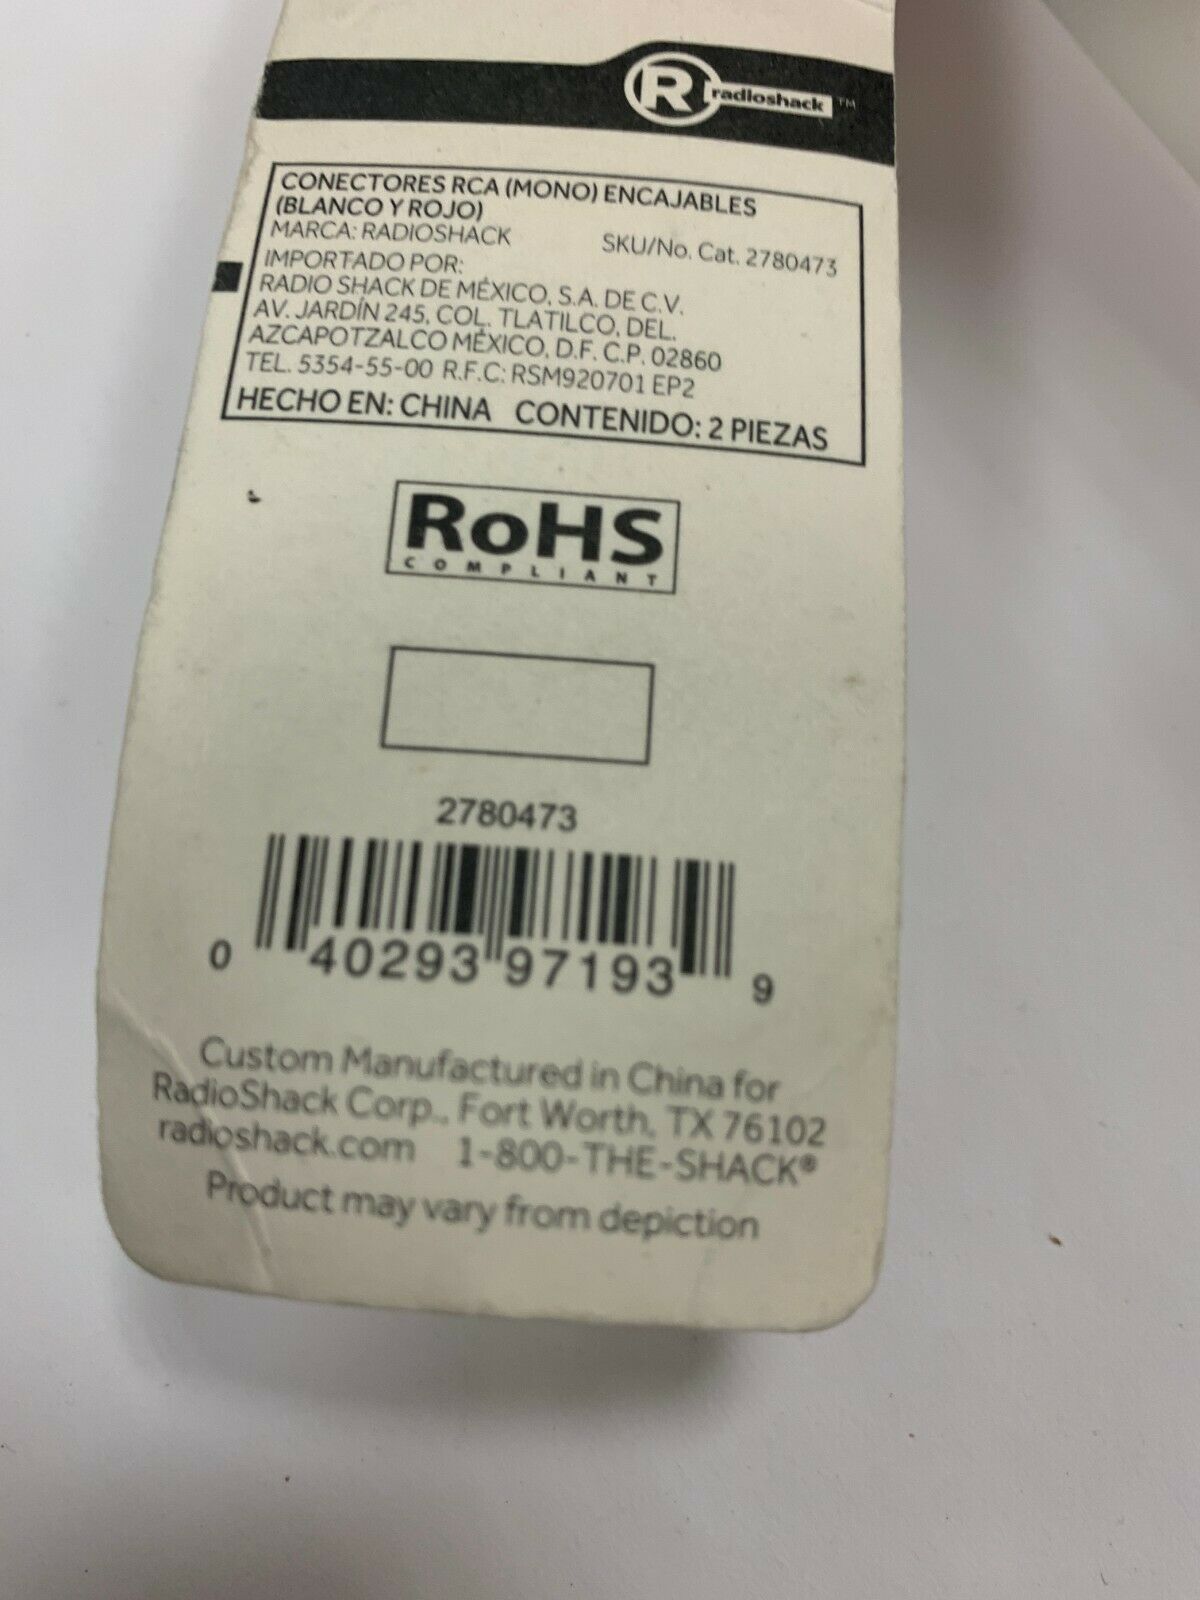 R radioshack ™
CONECTORES RCA (MONO) ENCAJABLES
(BLANCO Y ROJO)
MARCA: RADIOSHACK SKU/No. Cat. 2780473
IMPORTADO POR:
RADIO SHACK DE MÉXICO, S.A. DE C.V.
AV. JARDÍN 245, COL. TLATILCO, DEL.
AZCAPOTZALCO MÉXICO, D.F. C.P. 02860
TEL. 5354-55-00 R.F.C: RSM920701 EP2
HECHO EN: CHINA CONTENIDO: 2 PIEZAS
RoHS
COMPLIANT
2780473
0 40293 97193 9
Custom Manufactured in China for
RadioShack Corp., Fort Worth, TX 76102
radioshack.com 1-800-THE-SHACK®
Product may vary from depiction